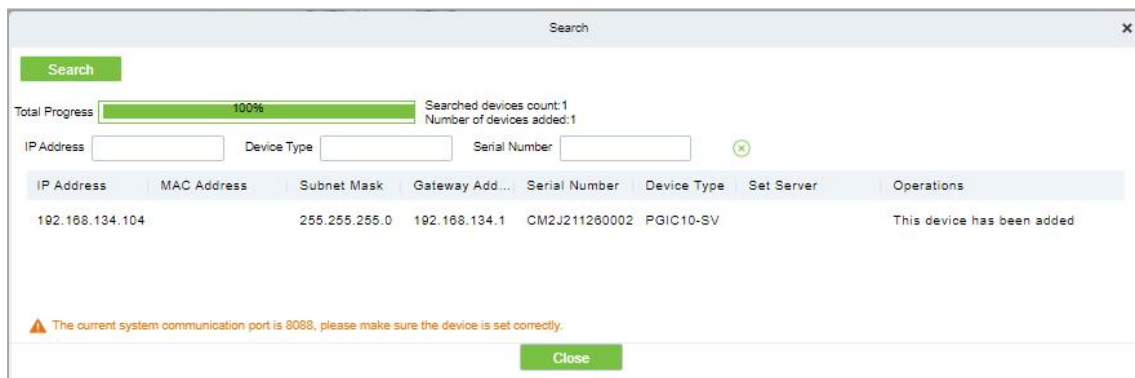 Search
Search
Total Progress 100% Searched devices count:1
Number of devices added:1
IP Address Device Type Serial Number
IP Address MAC Address Subnet Mask Gateway Add... Serial Number Device Type Set Server Operations
192.168.134.104 255.255.255.0 192.168.134.1 CM2J211260002 PGIC10-SV This device has been added
The current system communication port is 8088, please make sure the device is set correctly.
Close